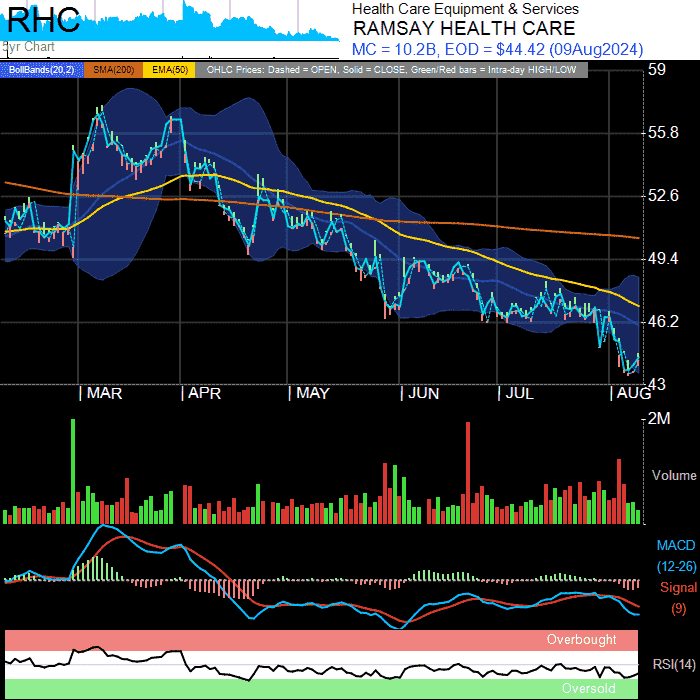 RHC
5yr Chart
Health Care Equipment & Services
RAMSAY HEALTH CARE
MC = 10.2B, EOD = $44.42 (09Aug2024)
BollBands(20,2) SMA(200) EMA(50) OHLC Prices: Dashed = OPEN, Solid = CLOSE, Green/Red bars = Intra-day HIGH/LOW
59
55.8
52.6
49.4
46.2
43
| MAR | APR | MAY | JUN | JUL | AUG
2M
Volume
MACD
(12-26)
Signal
(9)
Overbought
RSI(14)
Oversold